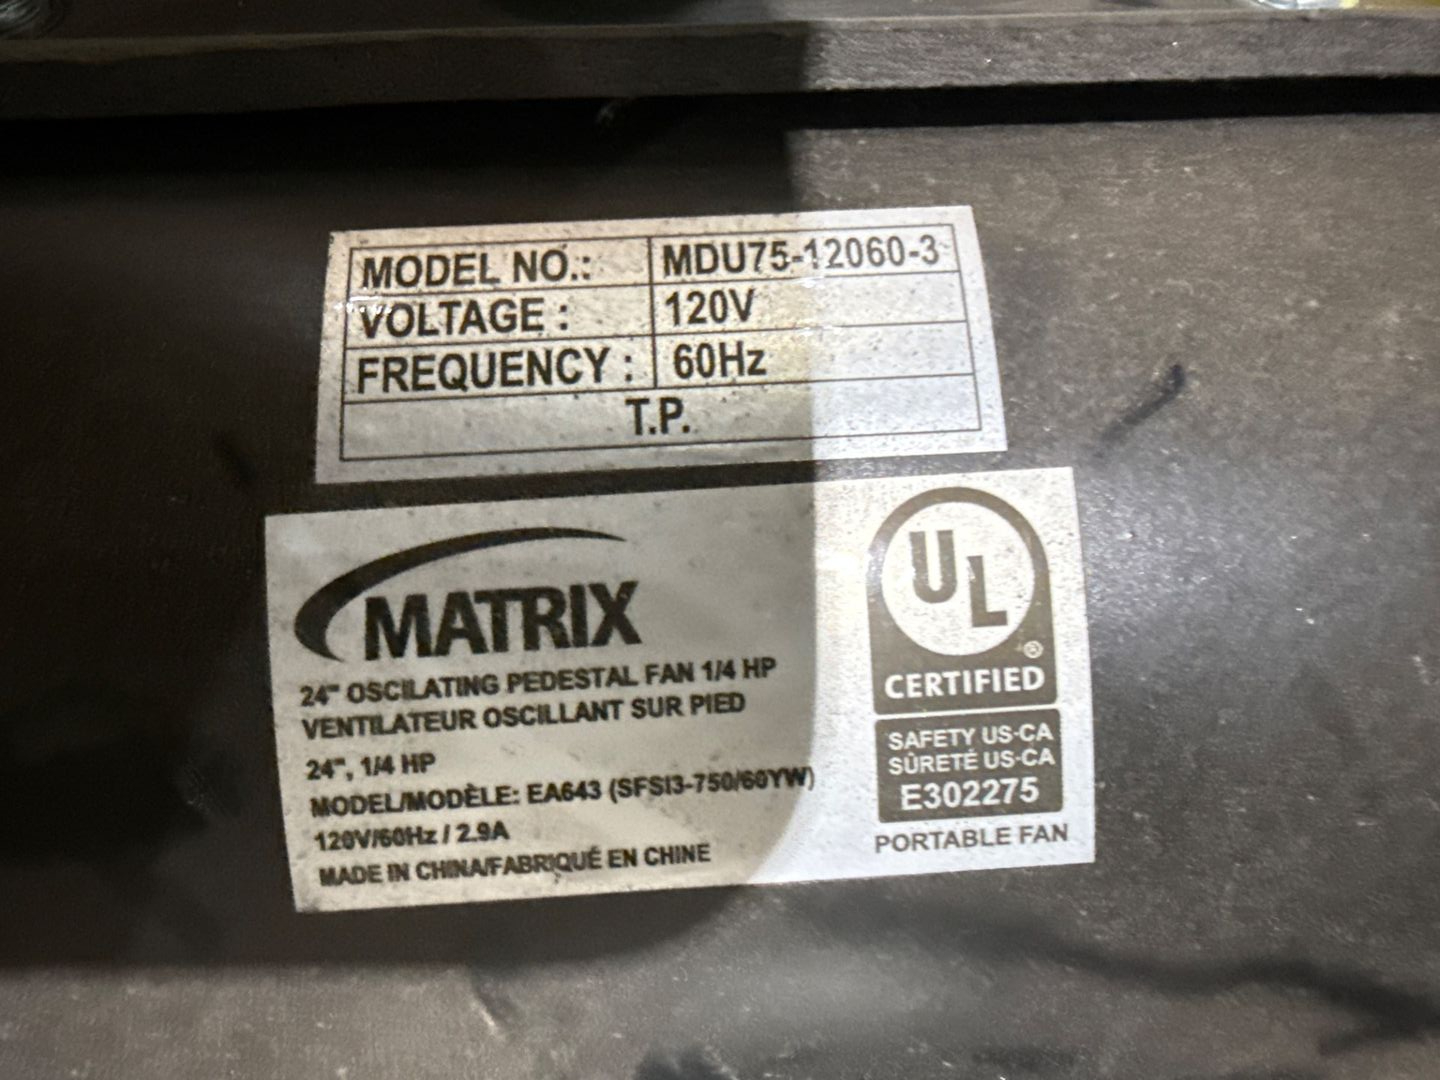 MODEL NO.: MDU75-12060-3
VOLTAGE : 120V
FREQUENCY : 60Hz
T.P.
MATRIX
24" OSCILATING PEDESTAL FAN 1/4 HP
VENTILATEUR OSCILLANT SUR PIED
24", 1/4 HP
MODEL/MODÈLE: EA643 (SFSI3-750/60YW)
120V/60Hz / 2.9A
MADE IN CHINA/FABRIQUÉ EN CHINE
UL®
CERTIFIED
SAFETY US-CA
SÛRETÉ US-CA
E302275
PORTABLE FAN